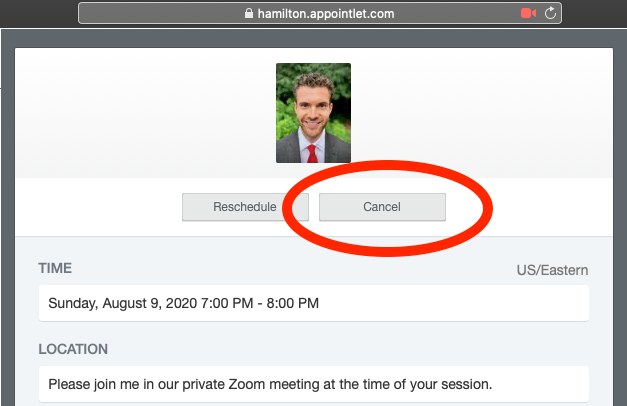 hamilton.appointlet.com
Reschedule Cancel
TIME US/Eastern
Sunday, August 9, 2020 7:00 PM - 8:00 PM
LOCATION
Please join me in our private Zoom meeting at the time of your session.